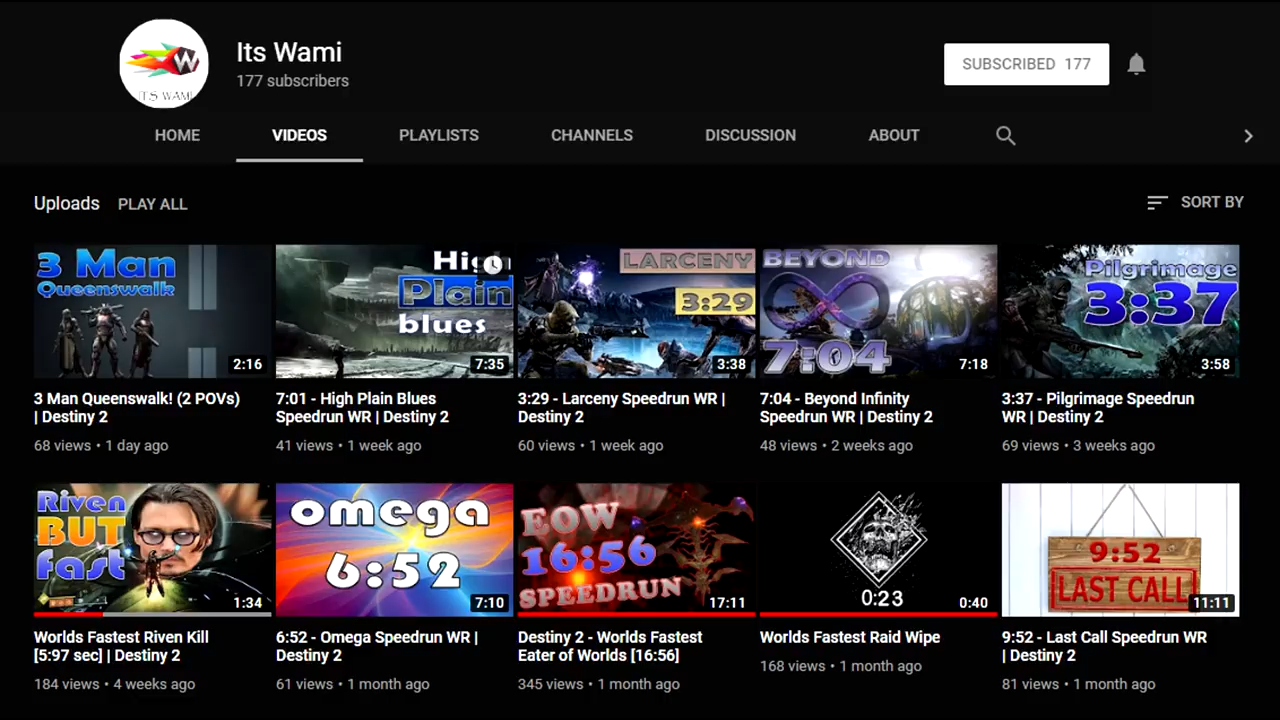 Its Wami
177 subscribers
SUBSCRIBED 177
ITS WAMI
HOME VIDEOS PLAYLISTS CHANNELS DISCUSSION ABOUT
Uploads PLAY ALL SORT BY
3 Man
Queenswalk
2:16
High
Plain
blues
7:35
LARCENY
3:29
3:38
BEYOND
7:04
7:18
Pilgrimage
3:37
3:58
3 Man Queenswalk! (2 POVs)
| Destiny 2
68 views • 1 day ago
7:01 - High Plain Blues
Speedrun WR | Destiny 2
41 views • 1 week ago
3:29 - Larceny Speedrun WR |
Destiny 2
60 views • 1 week ago
7:04 - Beyond Infinity
Speedrun WR | Destiny 2
48 views • 2 weeks ago
3:37 - Pilgrimage Speedrun
WR | Destiny 2
69 views • 3 weeks ago
Riven
BUT
fast
1:34
omega
6:52
7:10
EOW
16:56
SPEEDRUN
17:11
0:23
0:40
9:52
LAST CALL
11:11
Worlds Fastest Riven Kill
[5:97 sec] | Destiny 2
184 views • 4 weeks ago
6:52 - Omega Speedrun WR |
Destiny 2
61 views • 1 month ago
Destiny 2 - Worlds Fastest
Eater of Worlds [16:56]
345 views • 1 month ago
Worlds Fastest Raid Wipe
168 views • 1 month ago
9:52 - Last Call Speedrun WR
| Destiny 2
81 views • 1 month ago